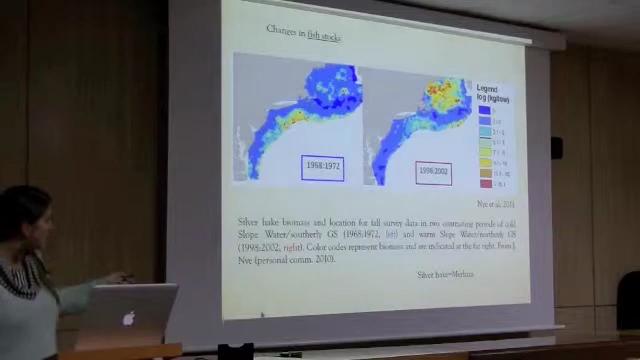 Changes in fish stocks
Legend
log (kg/tow)
1968:1972
1998:2002
Nye et al. 2011
Silver hake biomass and location for fall survey data in two contrasting periods of cold
Slope Water/southerly GS (1968:1972, left) and warm Slope Water/northerly GS
(1998:2002, right). Color codes represent biomass and are indicated at the far right. From J.
Nye (personal comm. 2010).
Silver hake=Merluza